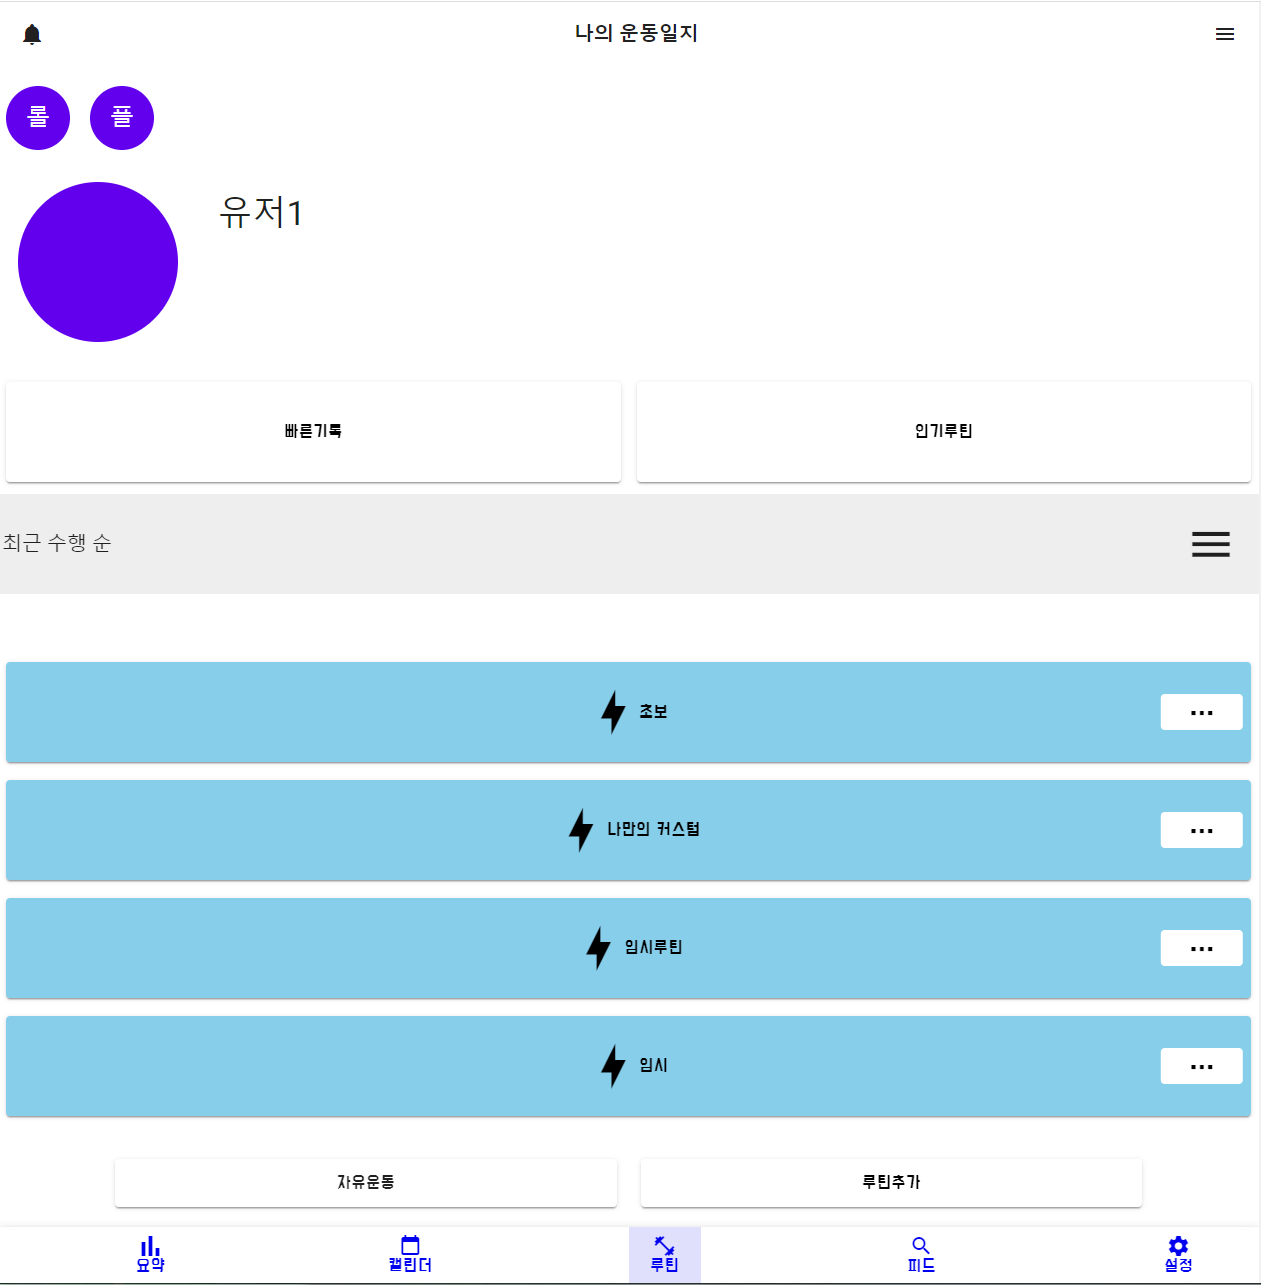 나의 운동일지
롤 플
유저1
빠른기록 인기루틴
최근 수행 순
초보 ...
나만의 커스텀 ...
임시루틴 ...
임시 ...
자유운동 루틴추가
요약 캘린더 루틴 피드 설정